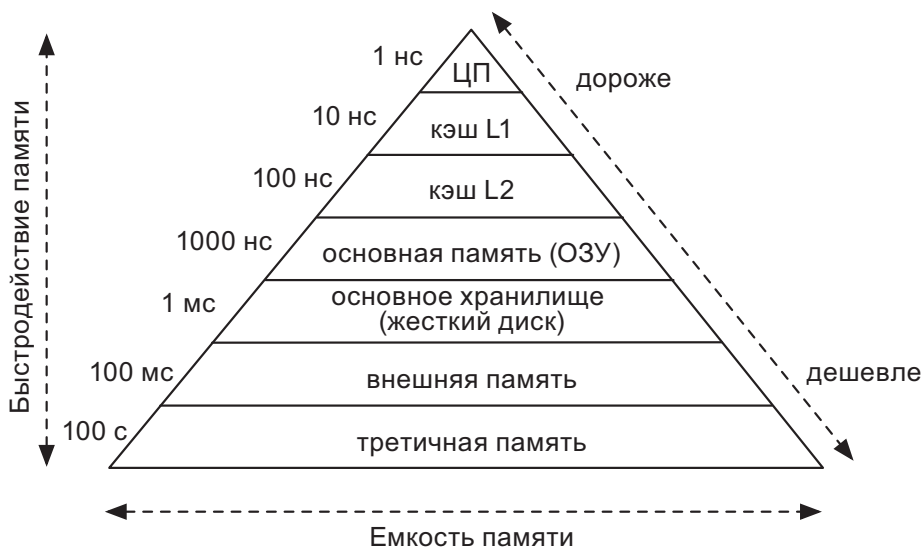 1 нс
ЦП
дороже
10 нс
кэш L1
100 нс
кэш L2
1000 нс
основная память (ОЗУ)
1 мс
основное хранилище
(жесткий диск)
100 мс
внешняя память
дешевле
100 с
третичная память
Быстродействие памяти
Емкость памяти